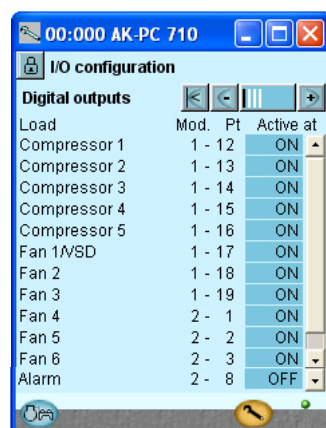 00:000 AK-PC 710
I/O configuration
Digital outputs
Load Mod. Pt Active at
Compressor 1 1 - 12 ON
Compressor 2 1 - 13 ON
Compressor 3 1 - 14 ON
Compressor 4 1 - 15 ON
Compressor 5 1 - 16 ON
Fan 1/VSD 1 - 17 ON
Fan 2 1 - 18 ON
Fan 3 1 - 19 ON
Fan 4 2 - 1 ON
Fan 5 2 - 2 ON
Fan 6 2 - 3 ON
Alarm 2 - 8 OFF